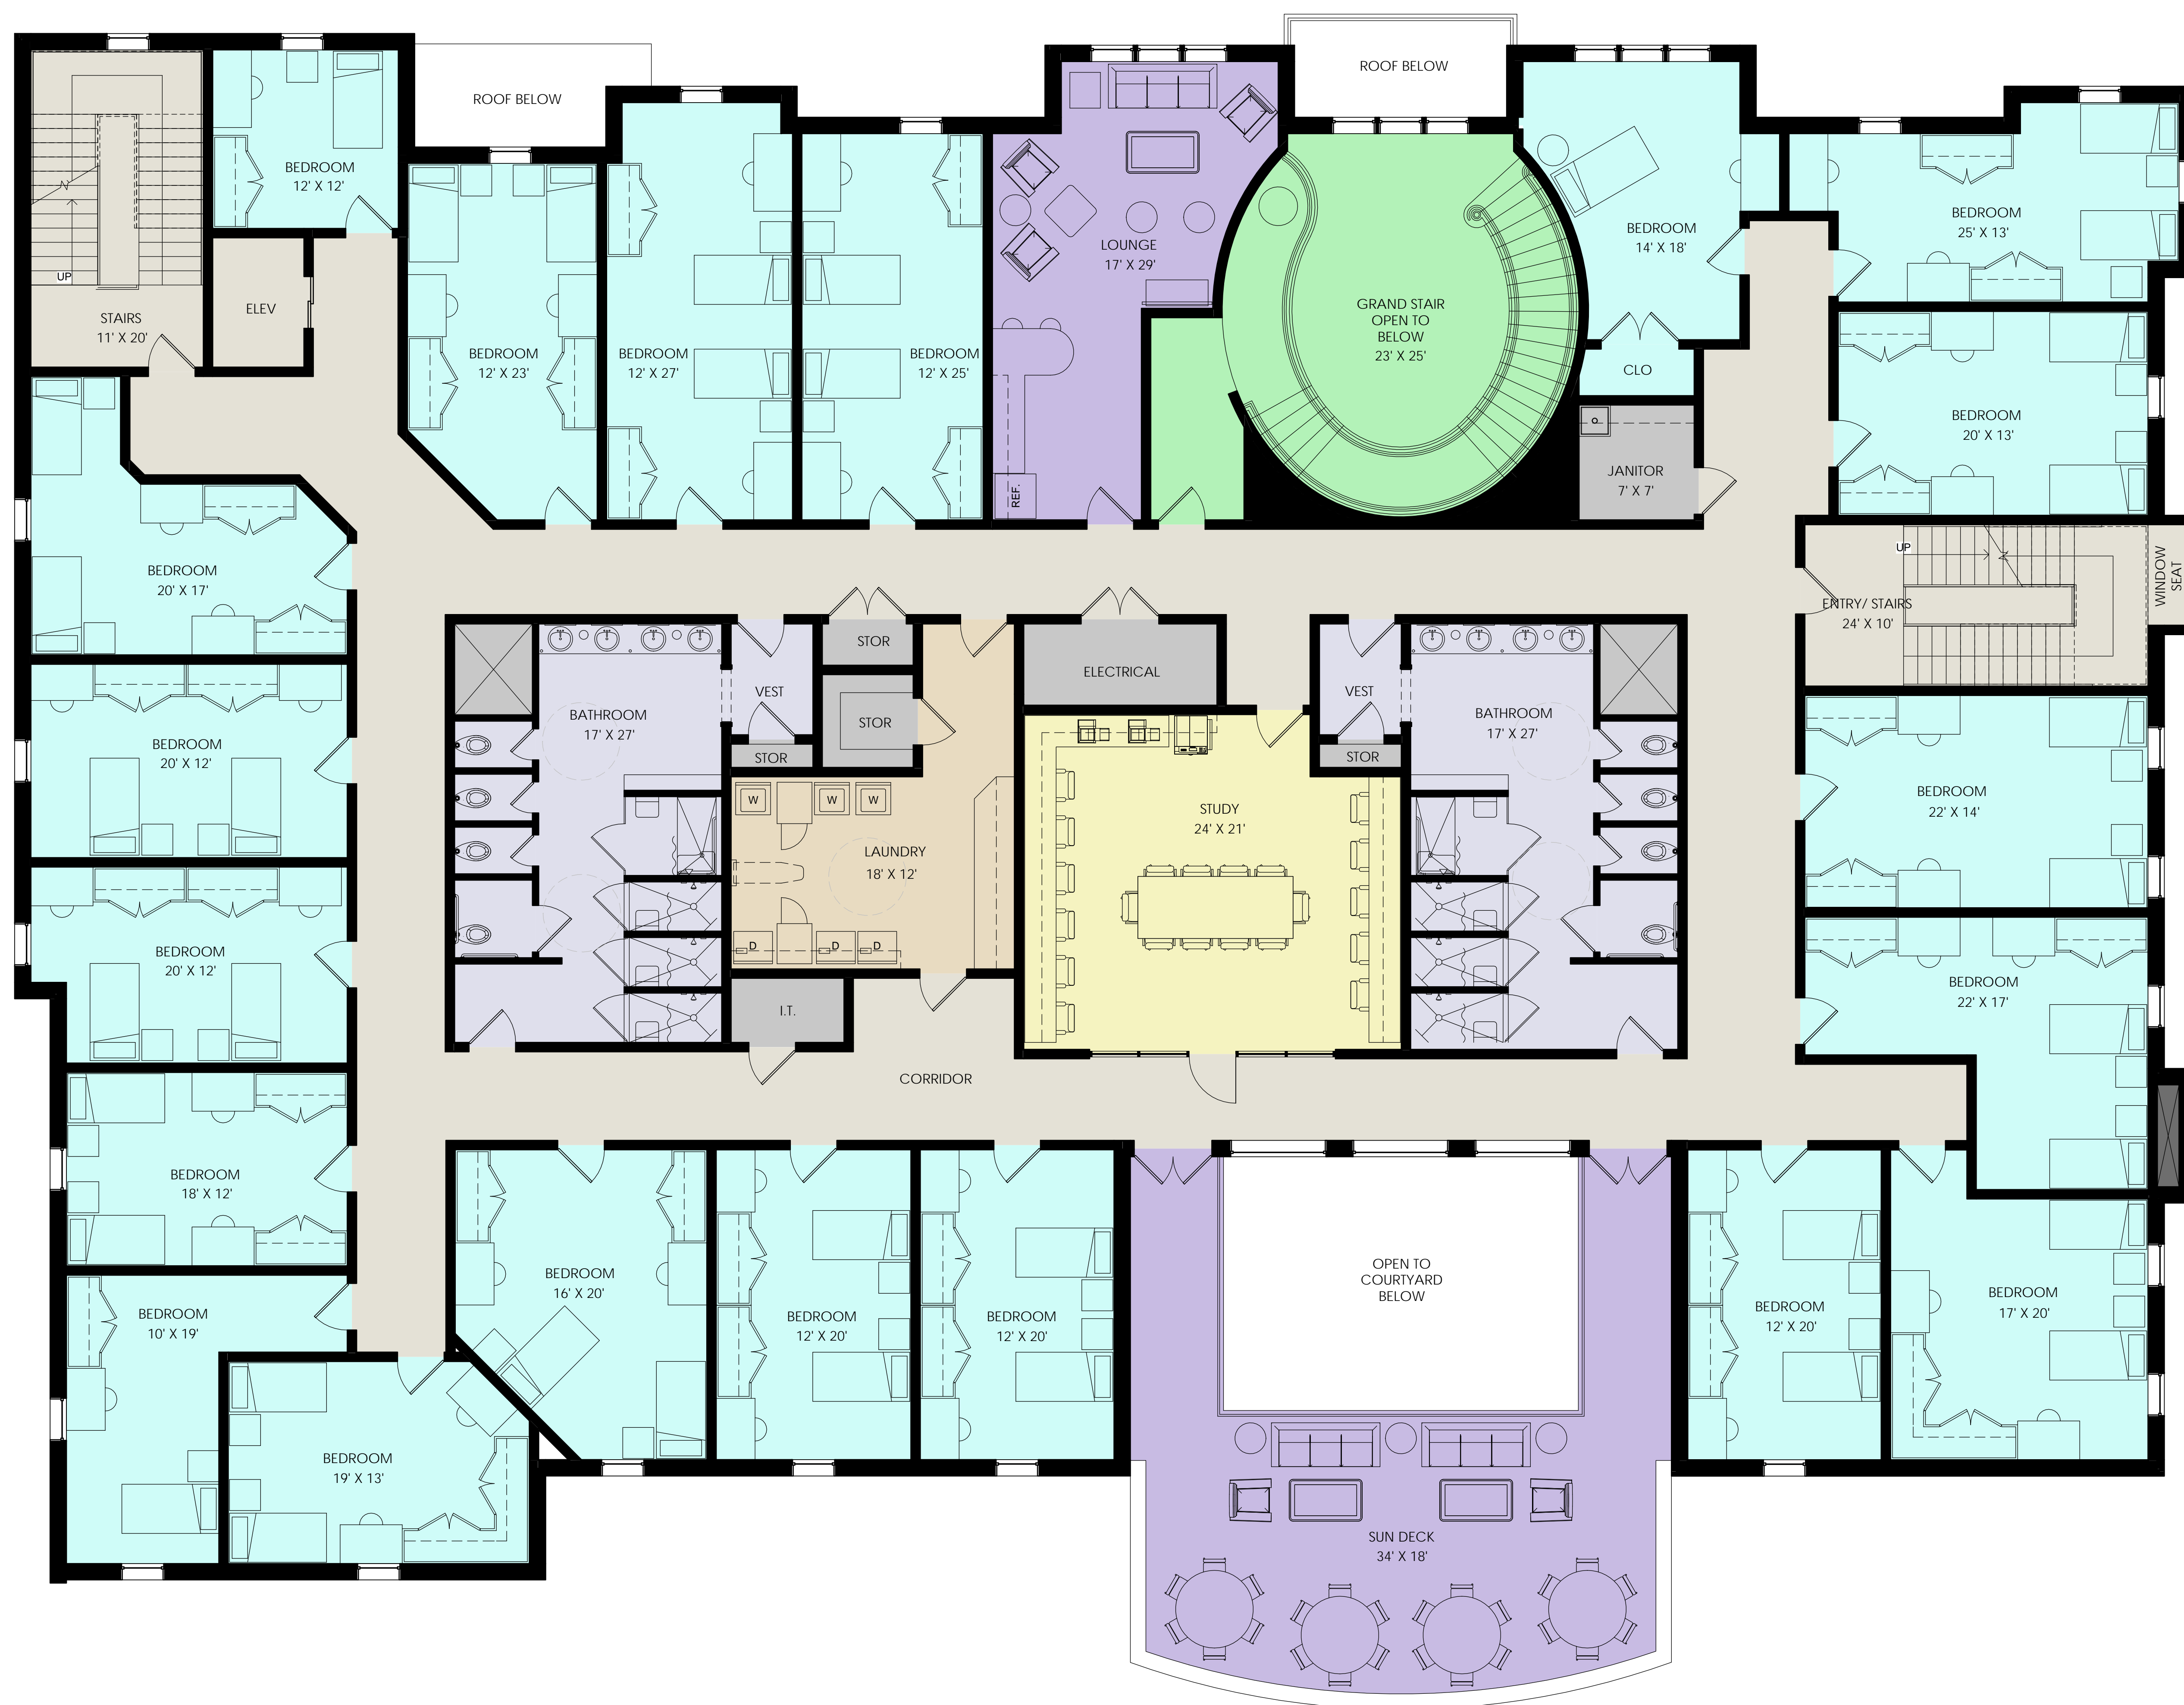 ROOF BELOW
ROOF BELOW
BEDROOM
12' X 12'
UP
STAIRS
11' X 20'
ELEV
BEDROOM
12' X 23'
BEDROOM
12' X 27'
BEDROOM
12' X 25'
LOUNGE
17' X 29'
REF.
GRAND STAIR
OPEN TO
BELOW
23' X 25'
BEDROOM
14' X 18'
CLO
JANITOR
7' X 7'
BEDROOM
25' X 13'
BEDROOM
20' X 13'
BEDROOM
20' X 17'
UP
ENTRY/ STAIRS
24' X 10'
WINDOW
SEAT
BEDROOM
20' X 12'
BATHROOM
17' X 27'
VEST
STOR
STOR
STOR
ELECTRICAL
VEST
STOR
BATHROOM
17' X 27'
BEDROOM
22' X 14'
W
W
W
LAUNDRY
18' X 12'
D
D
D
STUDY
24' X 21'
BEDROOM
20' X 12'
I.T.
BEDROOM
22' X 17'
CORRIDOR
BEDROOM
18' X 12'
BEDROOM
10' X 19'
BEDROOM
16' X 20'
BEDROOM
12' X 20'
BEDROOM
12' X 20'
OPEN TO
COURTYARD
BELOW
BEDROOM
12' X 20'
BEDROOM
17' X 20'
BEDROOM
19' X 13'
SUN DECK
34' X 18'